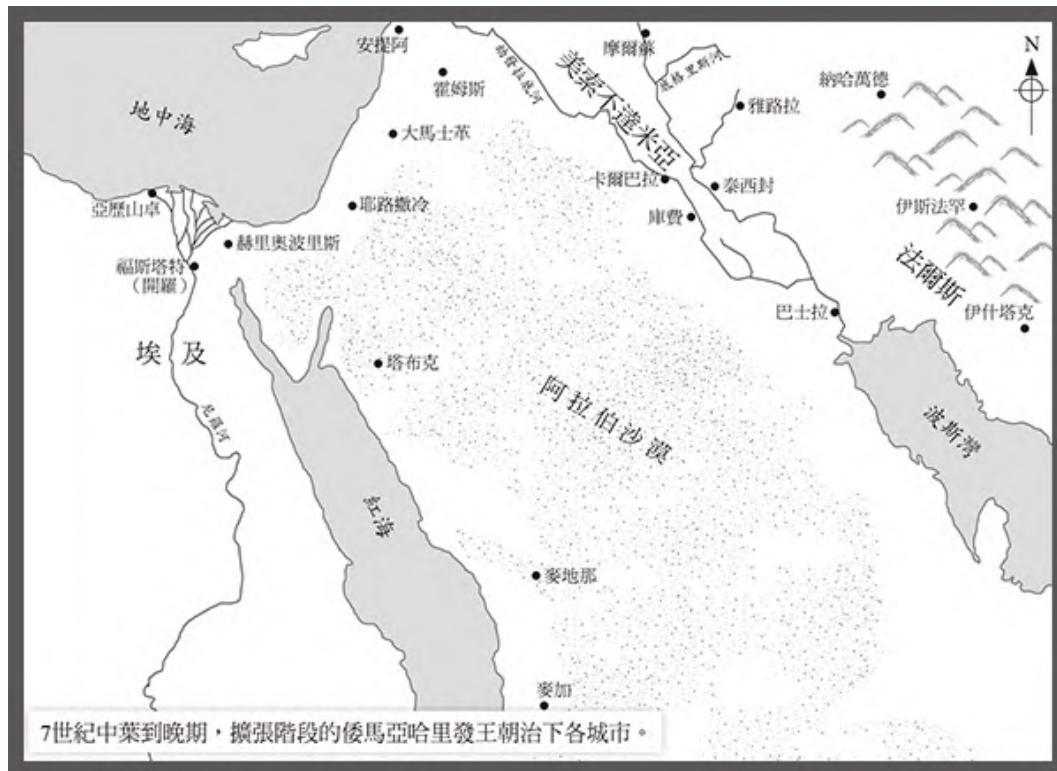 安提阿
摩爾蘇
N
幼發拉底河
底格里斯河
納哈萬德
霍姆斯
美索不達米亞
雅路拉
地中海
大馬士革
卡爾巴拉
泰西封
亞歷山卓
耶路撒冷
庫費
伊斯法罕
赫里奧波里斯
法爾斯
福斯塔特
（開羅）
巴士拉
伊什塔克
埃及
塔布克
阿拉伯沙漠
尼羅河
波斯灣
紅海
麥地那
麥加
7世紀中葉到晚期，擴張階段的倭馬亞哈里發王朝治下各城市。